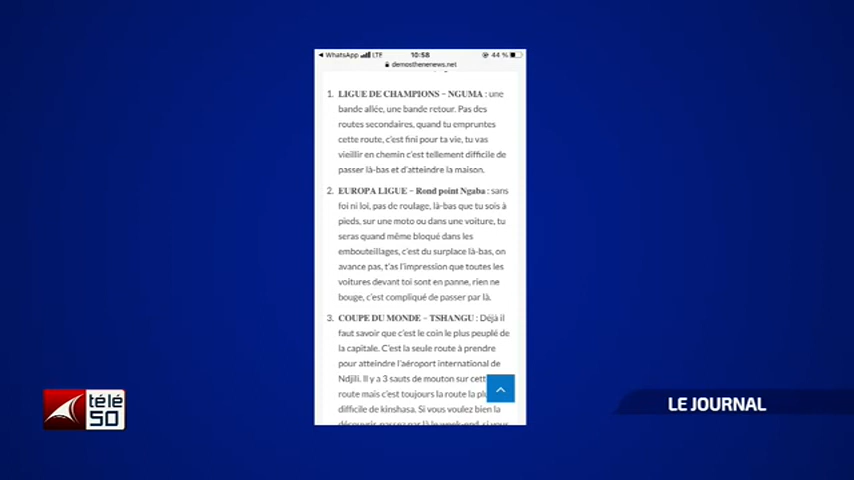 WhatsApp LTE 10:58 44 %
demosthenenews.net
1. LIGUE DE CHAMPIONS – NGUMA : une
bande allée, une bande retour. Pas des
routes secondaires, quand tu empruntes
cette route, c'est fini pour ta vie, tu vas
vieillir en chemin c'est tellement difficile de
passer là-bas et d'atteindre la maison.
2. EUROPA LIGUE – Rond point Ngaba : sans
foi ni loi, pas de roulage, là-bas que tu sois à
pieds, sur une moto ou dans une voiture, tu
seras quand même bloqué dans les
embouteillages, c'est du surplace là-bas, on
avance pas, t'as l'impression que toutes les
voitures devant toi sont en panne, rien ne
bouge, c'est compliqué de passer par là.
3. COUPE DU MONDE – TSHANGU : Déjà il
faut savoir que c'est le coin le plus peuplé de
la capitale. C'est la seule route à prendre
pour atteindre l'aéroport international de
Ndjili. Il y a 3 sauts de mouton sur
route mais c'est toujours la route la
difficile de kinshasa. Si vous voulez bien la
télé
50
LE JOURNAL